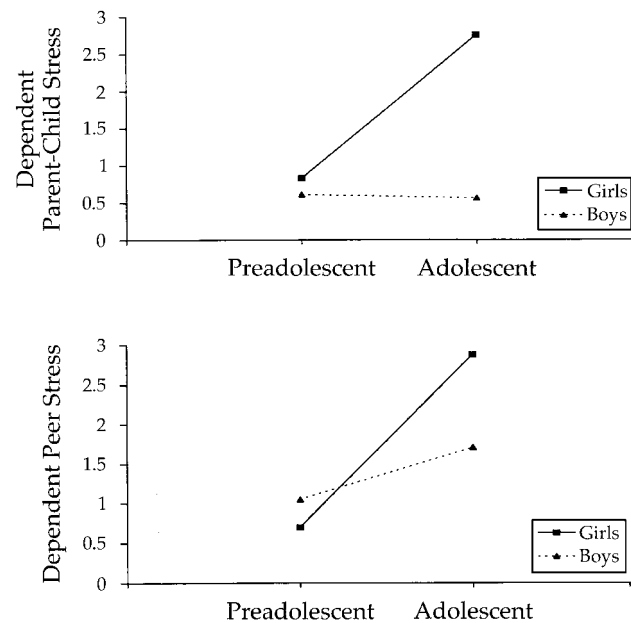 Dependent
Parent-Child Stress
3
2.5
2
1.5
1
0.5
0
Girls
Boys
Preadolescent Adolescent
Dependent Peer Stress
3
2.5
2
1.5
1
0.5
0
Girls
Boys
Preadolescent Adolescent